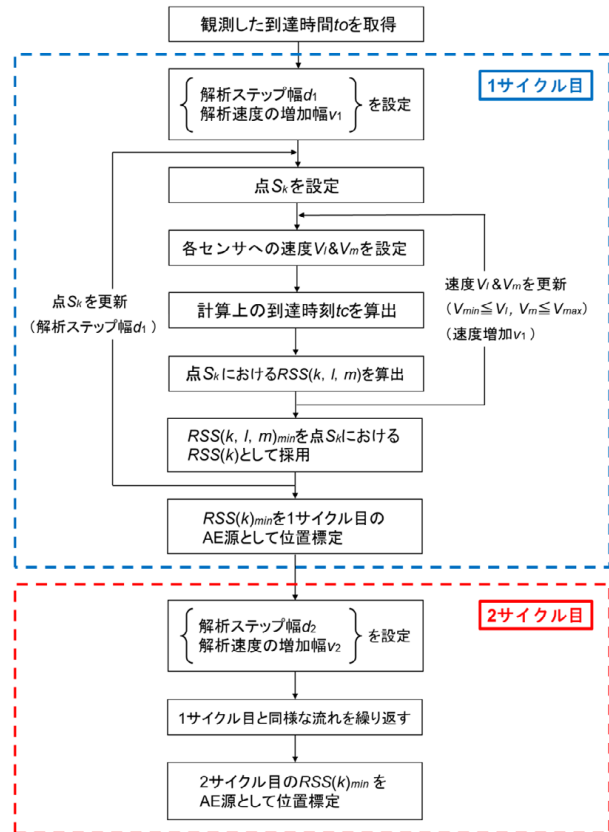 観測した到達時間toを取得
1サイクル目
解析ステップ幅d1
解析速度の増加幅v1
を設定
点Skを設定
各センサへの速度Vl&Vmを設定
計算上の到達時刻tcを算出
点SkにおけるRSS(k, l, m)を算出
RSS(k, l, m)minを点Skにおける
RSS(k)として採用
点Skを更新
(解析ステップ幅d1)
速度Vl&Vmを更新
(Vmin≦Vl, Vm≦Vmax)
(速度増加v1)
RSS(k)minを1サイクル目の
AE源として位置標定
2サイクル目
解析ステップ幅d2
解析速度の増加幅v2
を設定
1サイクル目と同様な流れを繰り返す
2サイクル目のRSS(k)min を
AE源として位置標定